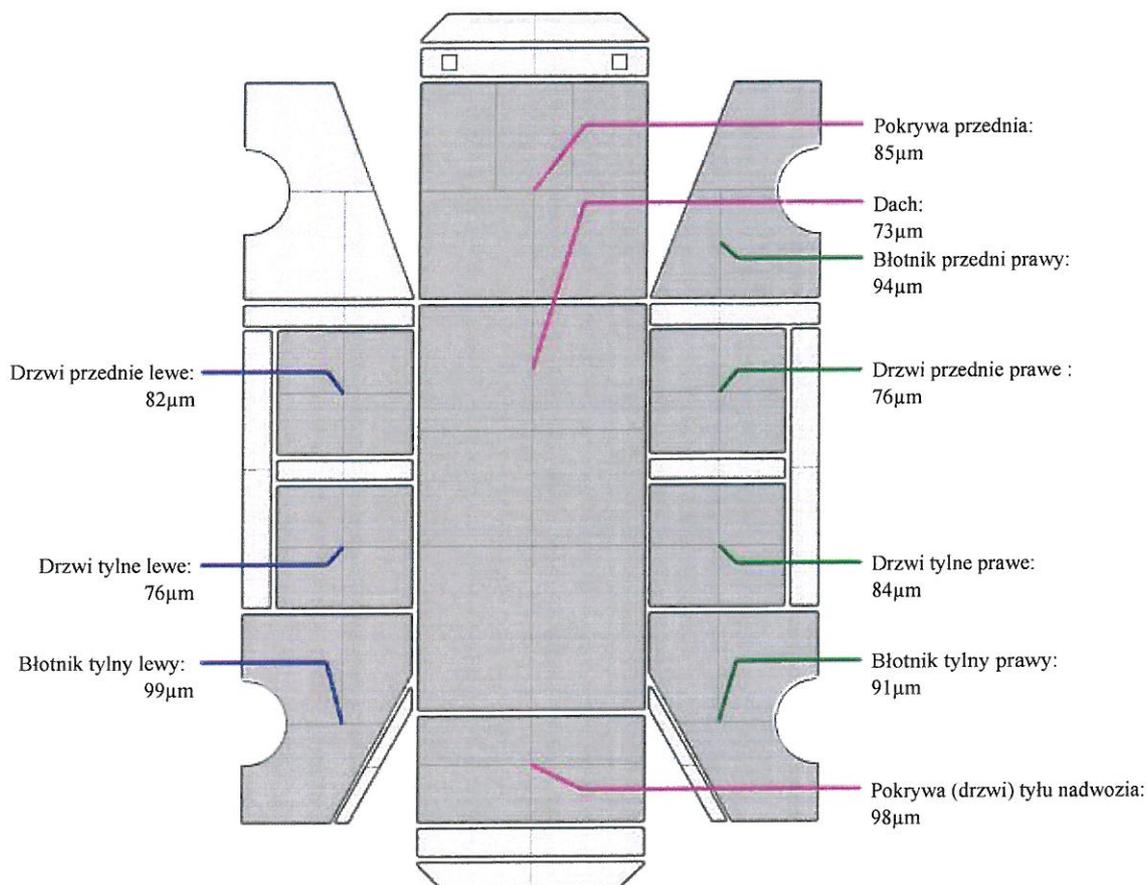 Pokrywa przednia:
85µm
Dach:
73µm
Błotnik przedni prawy:
94µm
Drzwi przednie lewe:
82µm
Drzwi przednie prawe :
76µm
Drzwi tylne lewe:
76µm
Drzwi tylne prawe:
84µm
Błotnik tylny lewy:
99µm
Błotnik tylny prawy:
91µm
Pokrywa (drzwi) tyłu nadwozia:
98µm